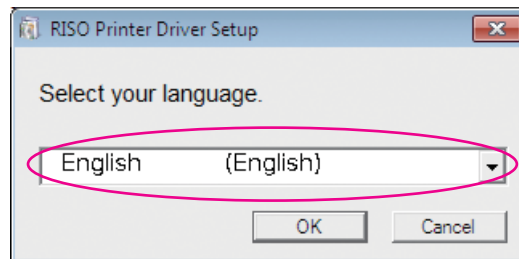 RISO Printer Driver Setup
Select your language.
English (English)
OK Cancel